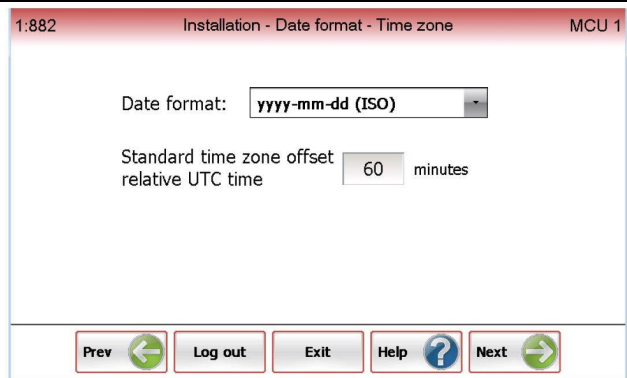 1:882 Installation - Date format - Time zone MCU 1
Date format: yyyy-mm-dd (ISO)
Standard time zone offset
relative UTC time 60 minutes
Prev Log out Exit Help ? Next